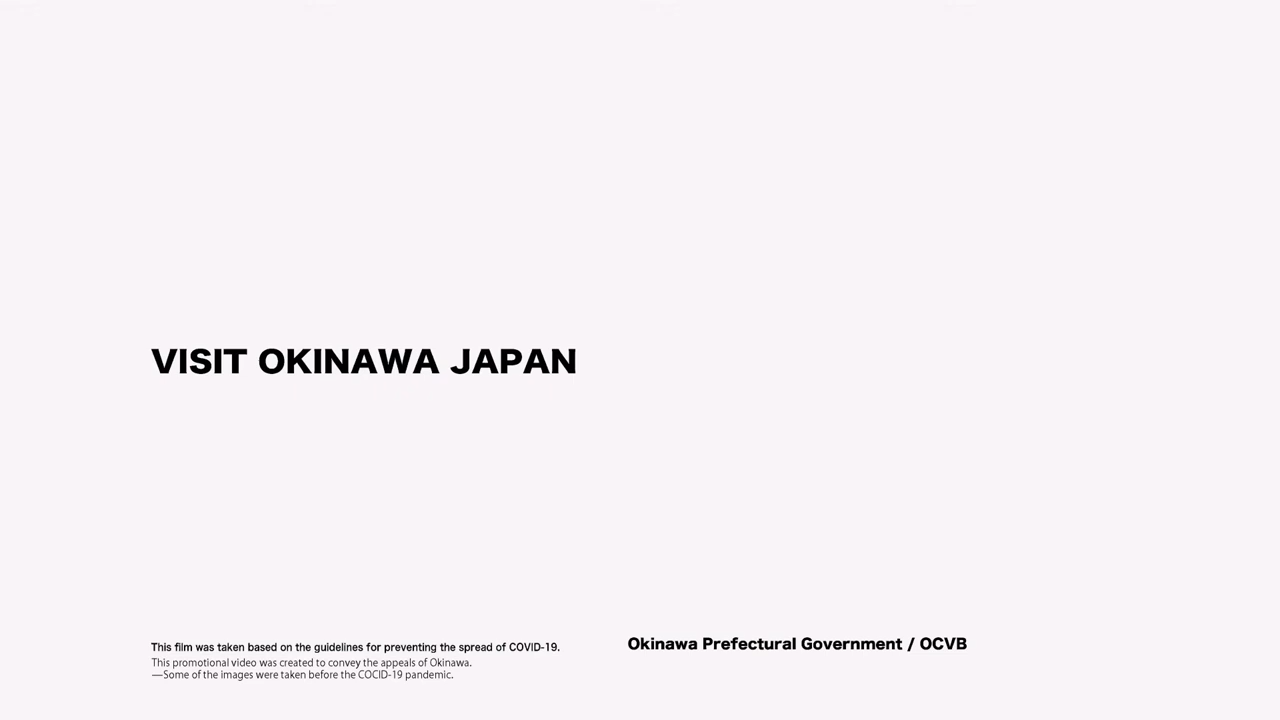 VISIT OKINAWA JAPAN
This film was taken based on the guidelines for preventing the spread of COVID-19.
This promotional video was created to convey the appeals of Okinawa.
—Some of the images were taken before the COCID-19 pandemic.
Okinawa Prefectural Government / OCVB